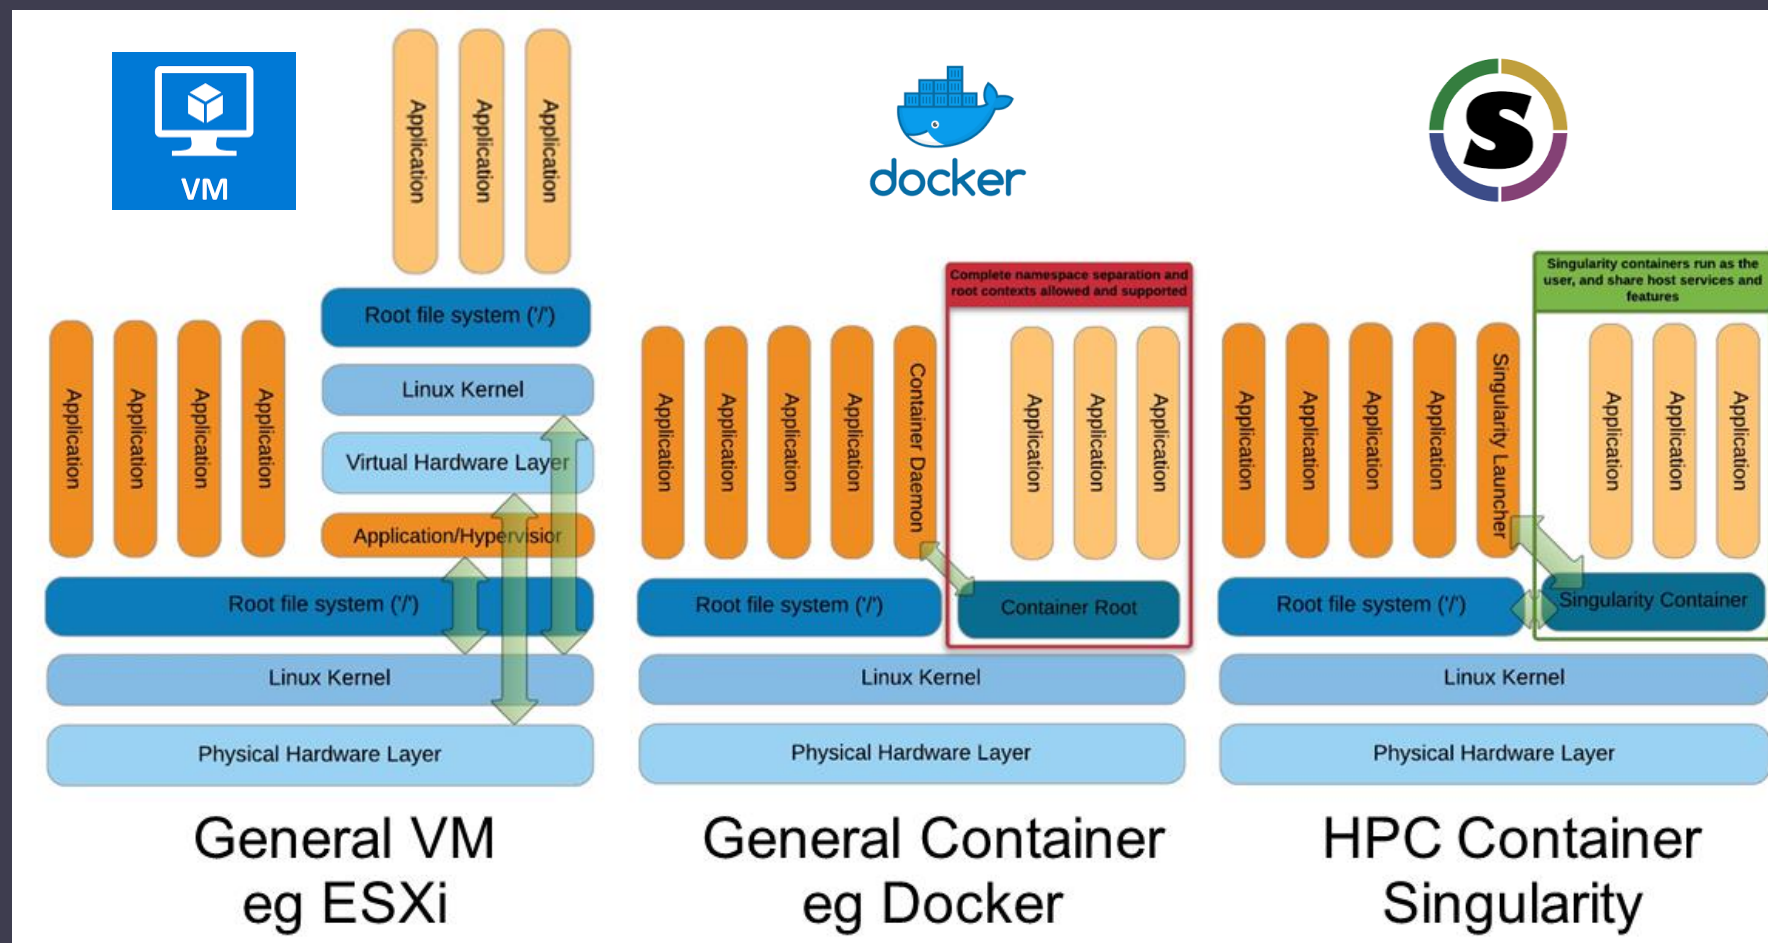 VM
Application
Application
Application
Root file system ('/')
Linux Kernel
Virtual Hardware Layer
Application/Hypervisior
Application
Application
Application
Application
Root file system ('/')
Linux Kernel
Physical Hardware Layer
General VM
eg ESXi
docker
Complete namespace separation and
root contexts allowed and supported
Application
Application
Application
Application
Container Daemon
Application
Application
Application
Root file system ('/')
Container Root
Linux Kernel
Physical Hardware Layer
General Container
eg Docker
S
Singularity containers run as the
user, and share host services and
features
Application
Application
Application
Application
Singularity Launcher
Application
Application
Application
Root file system ('/')
Singularity Container
Linux Kernel
Physical Hardware Layer
HPC Container
Singularity